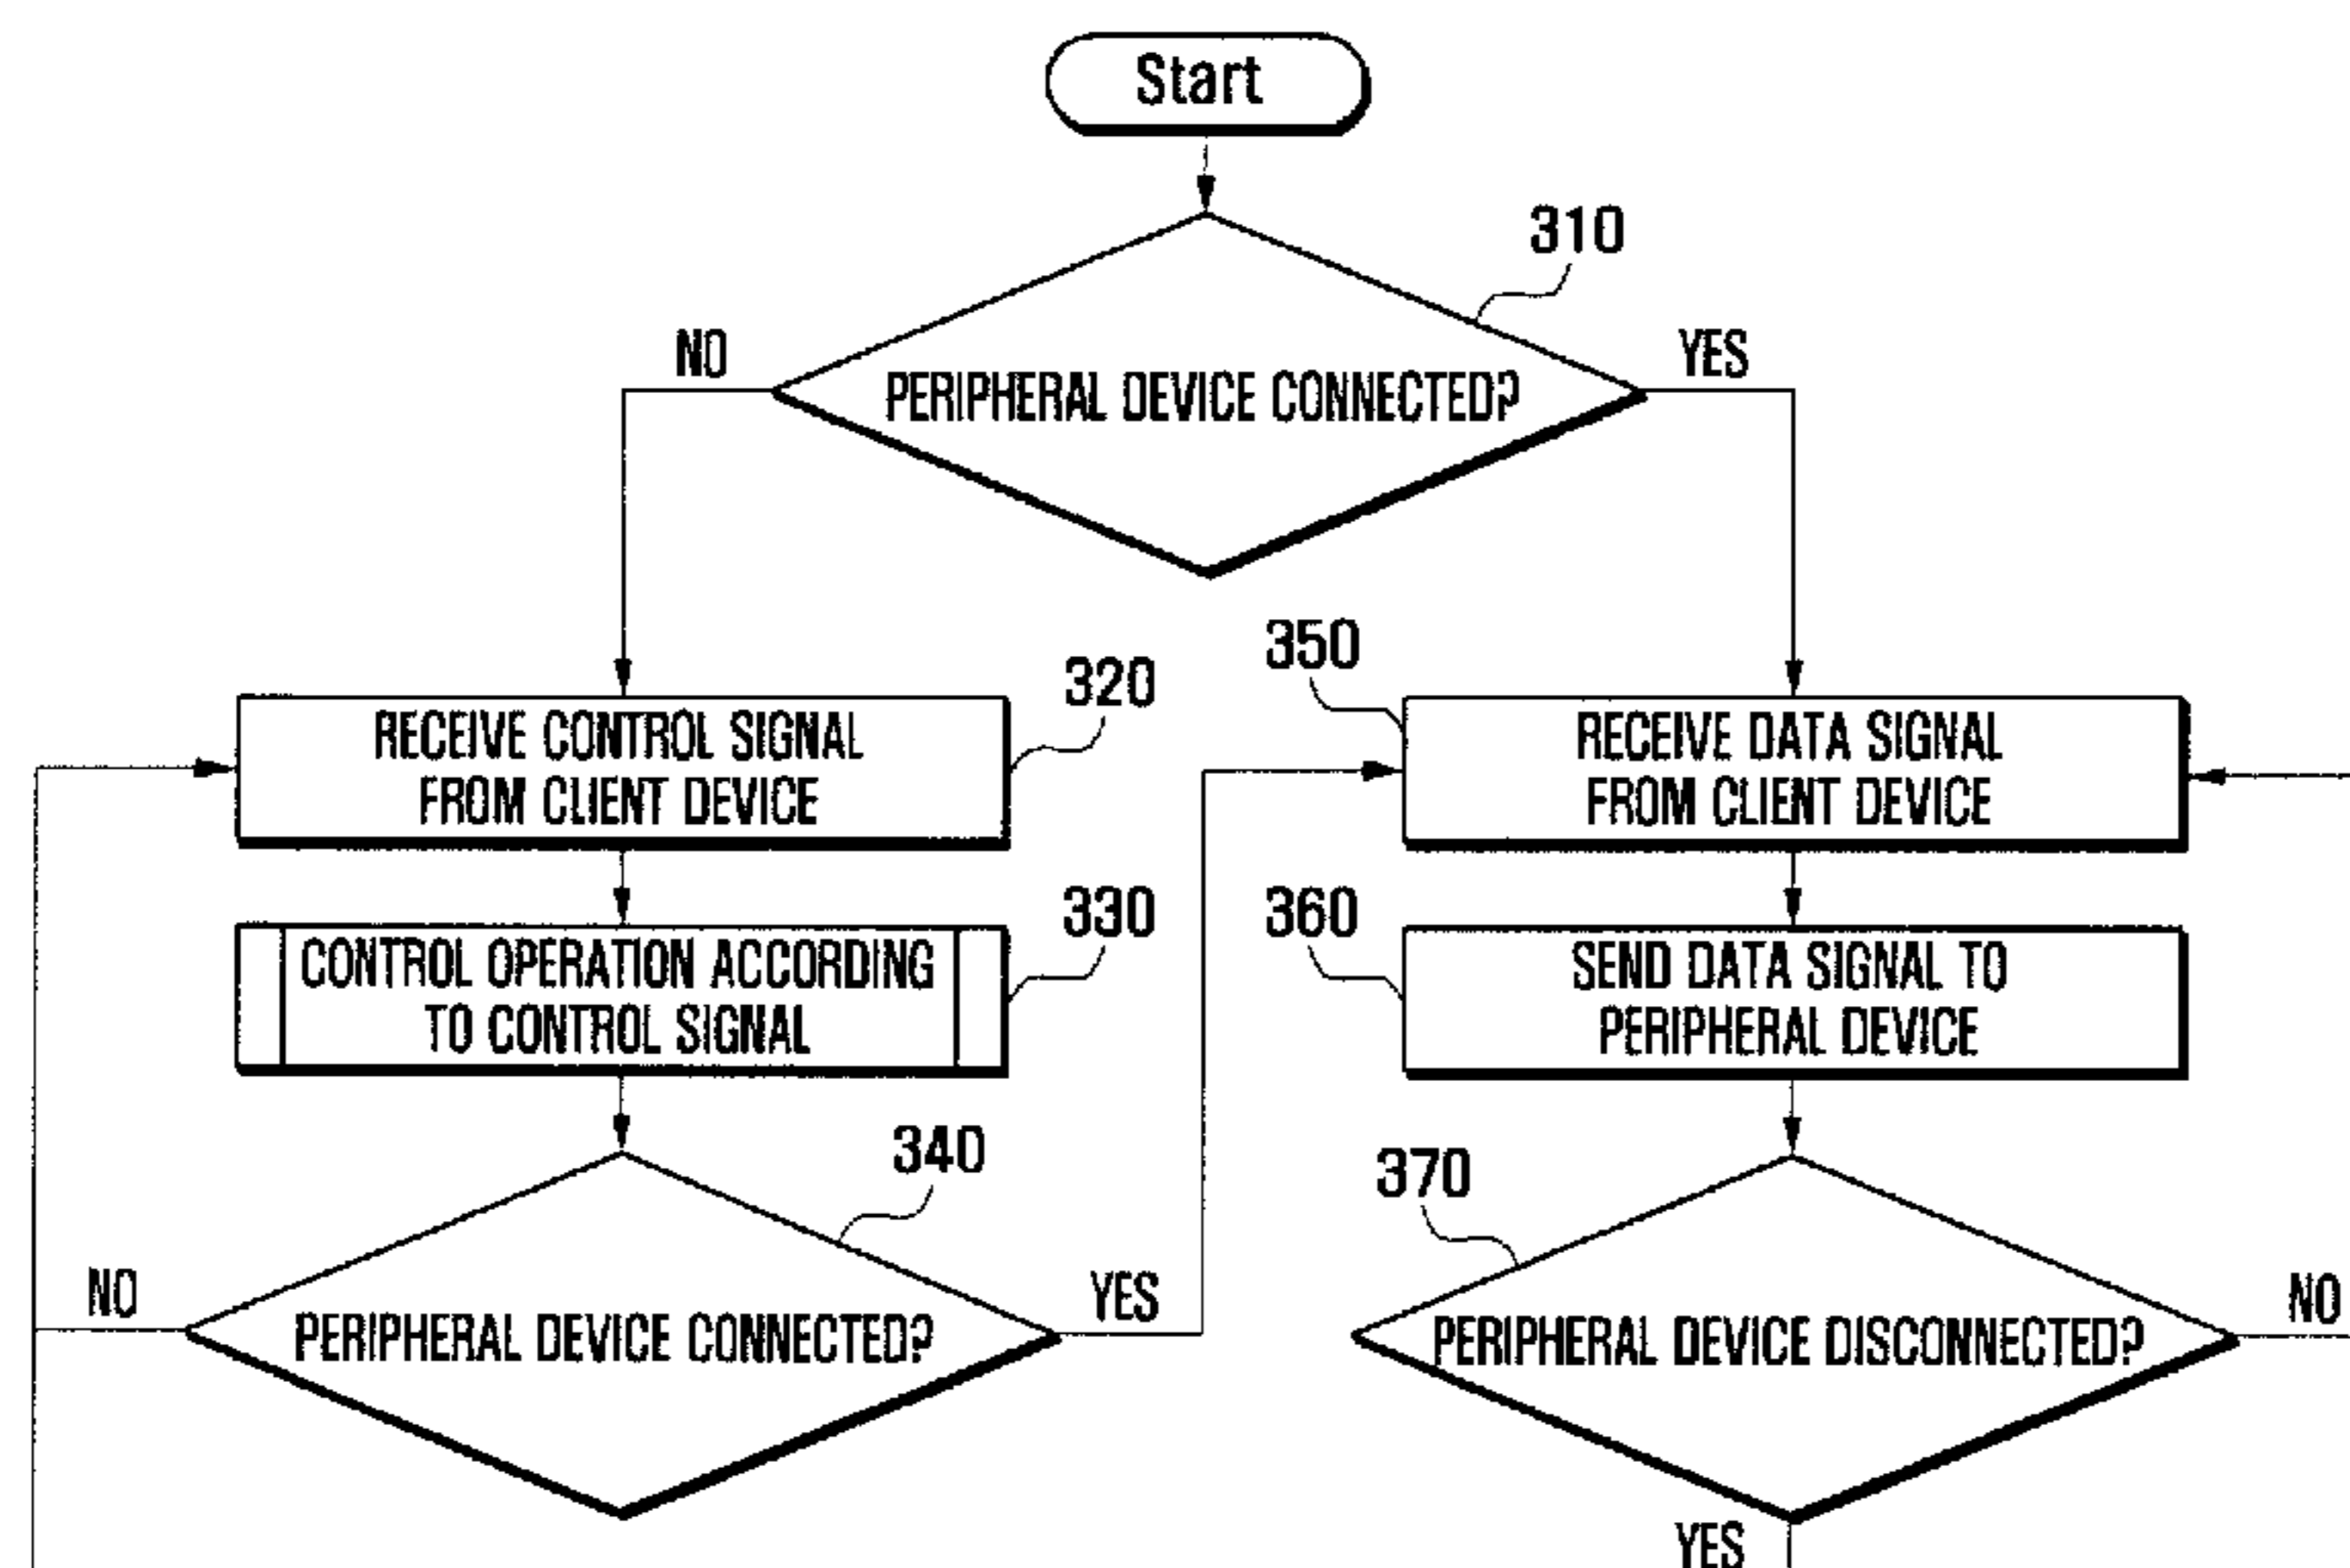 Start
310
NO
YES
PERIPHERAL DEVICE CONNECTED?
350
320
RECEIVE CONTROL SIGNAL
FROM CLIENT DEVICE
RECEIVE DATA SIGNAL
FROM CLIENT DEVICE
330
360
CONTROL OPERATION ACCORDING
TO CONTROL SIGNAL
SEND DATA SIGNAL TO
PERIPHERAL DEVICE
340
370
NO
YES
NO
PERIPHERAL DEVICE CONNECTED?
PERIPHERAL DEVICE DISCONNECTED?
YES